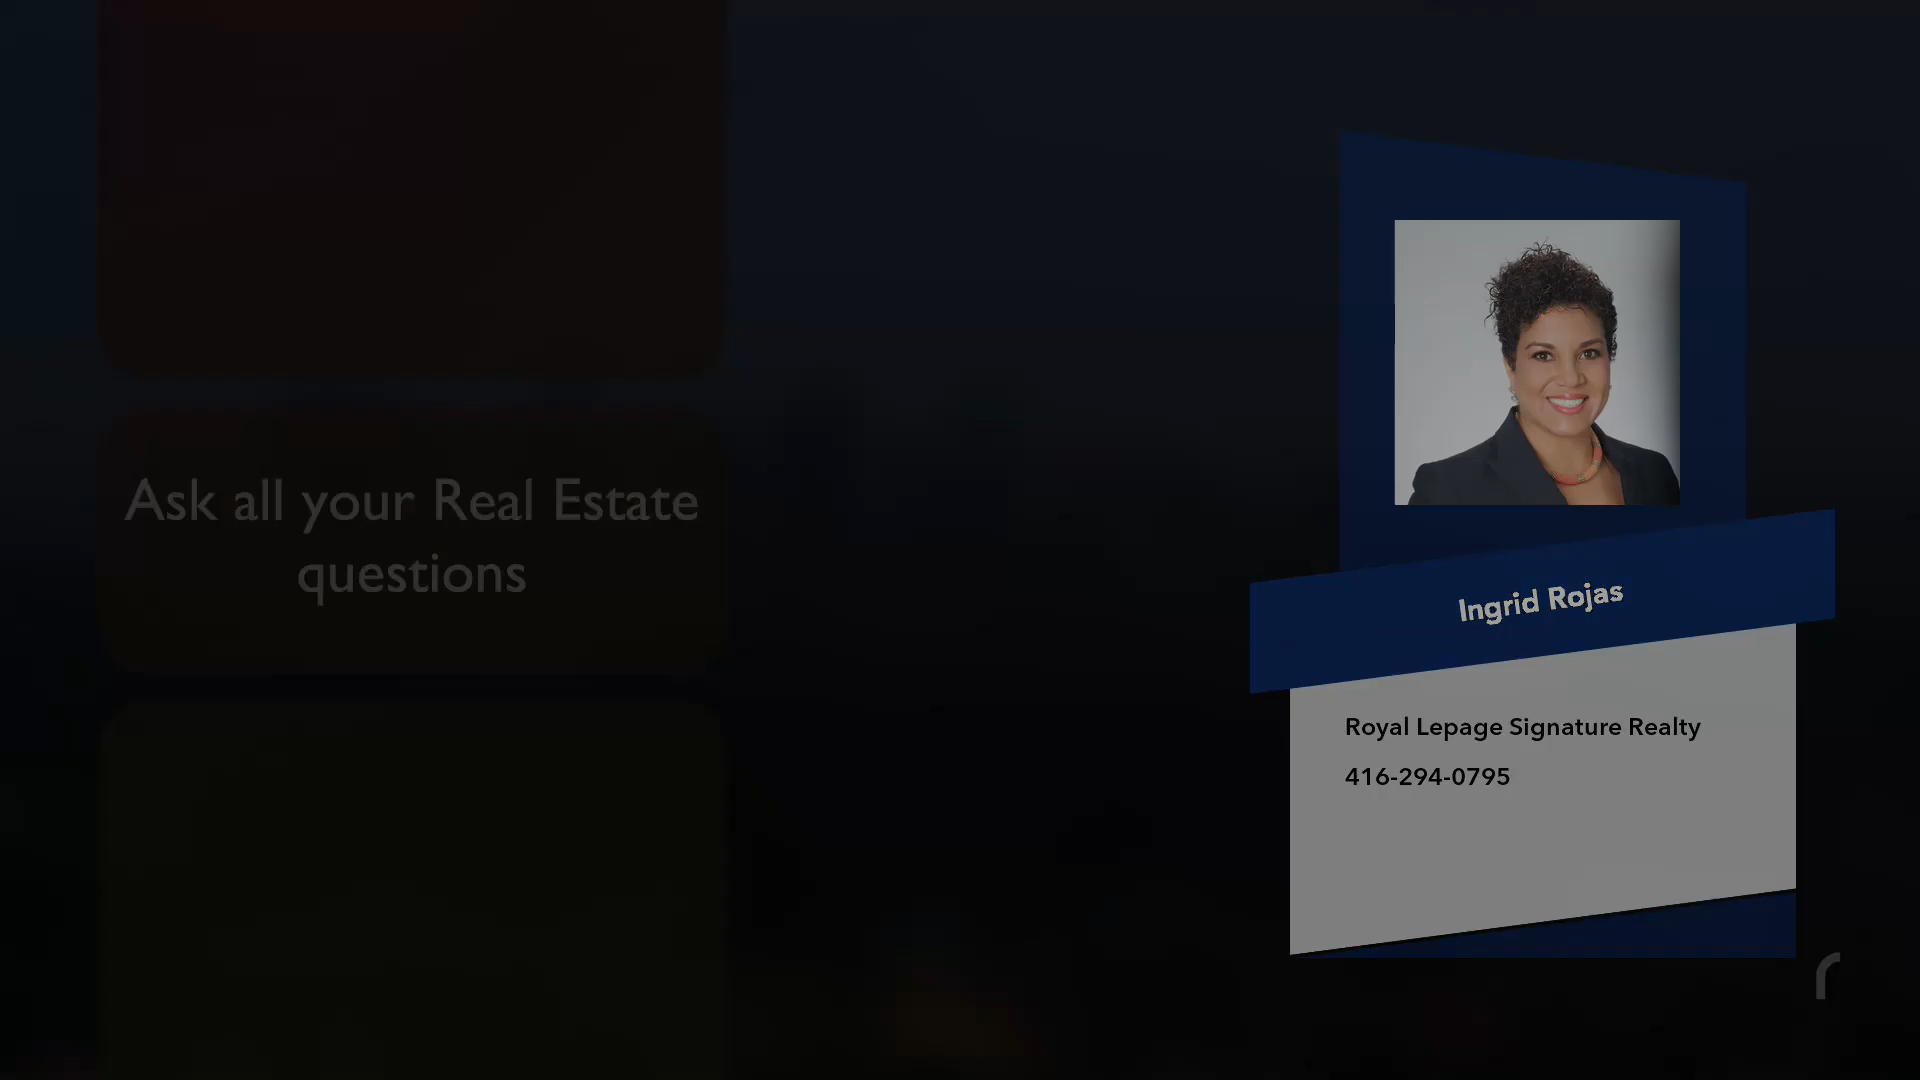 Ask all your Real Estate
questions
Ingrid Rojas
Royal Lepage Signature Realty
416-294-0795